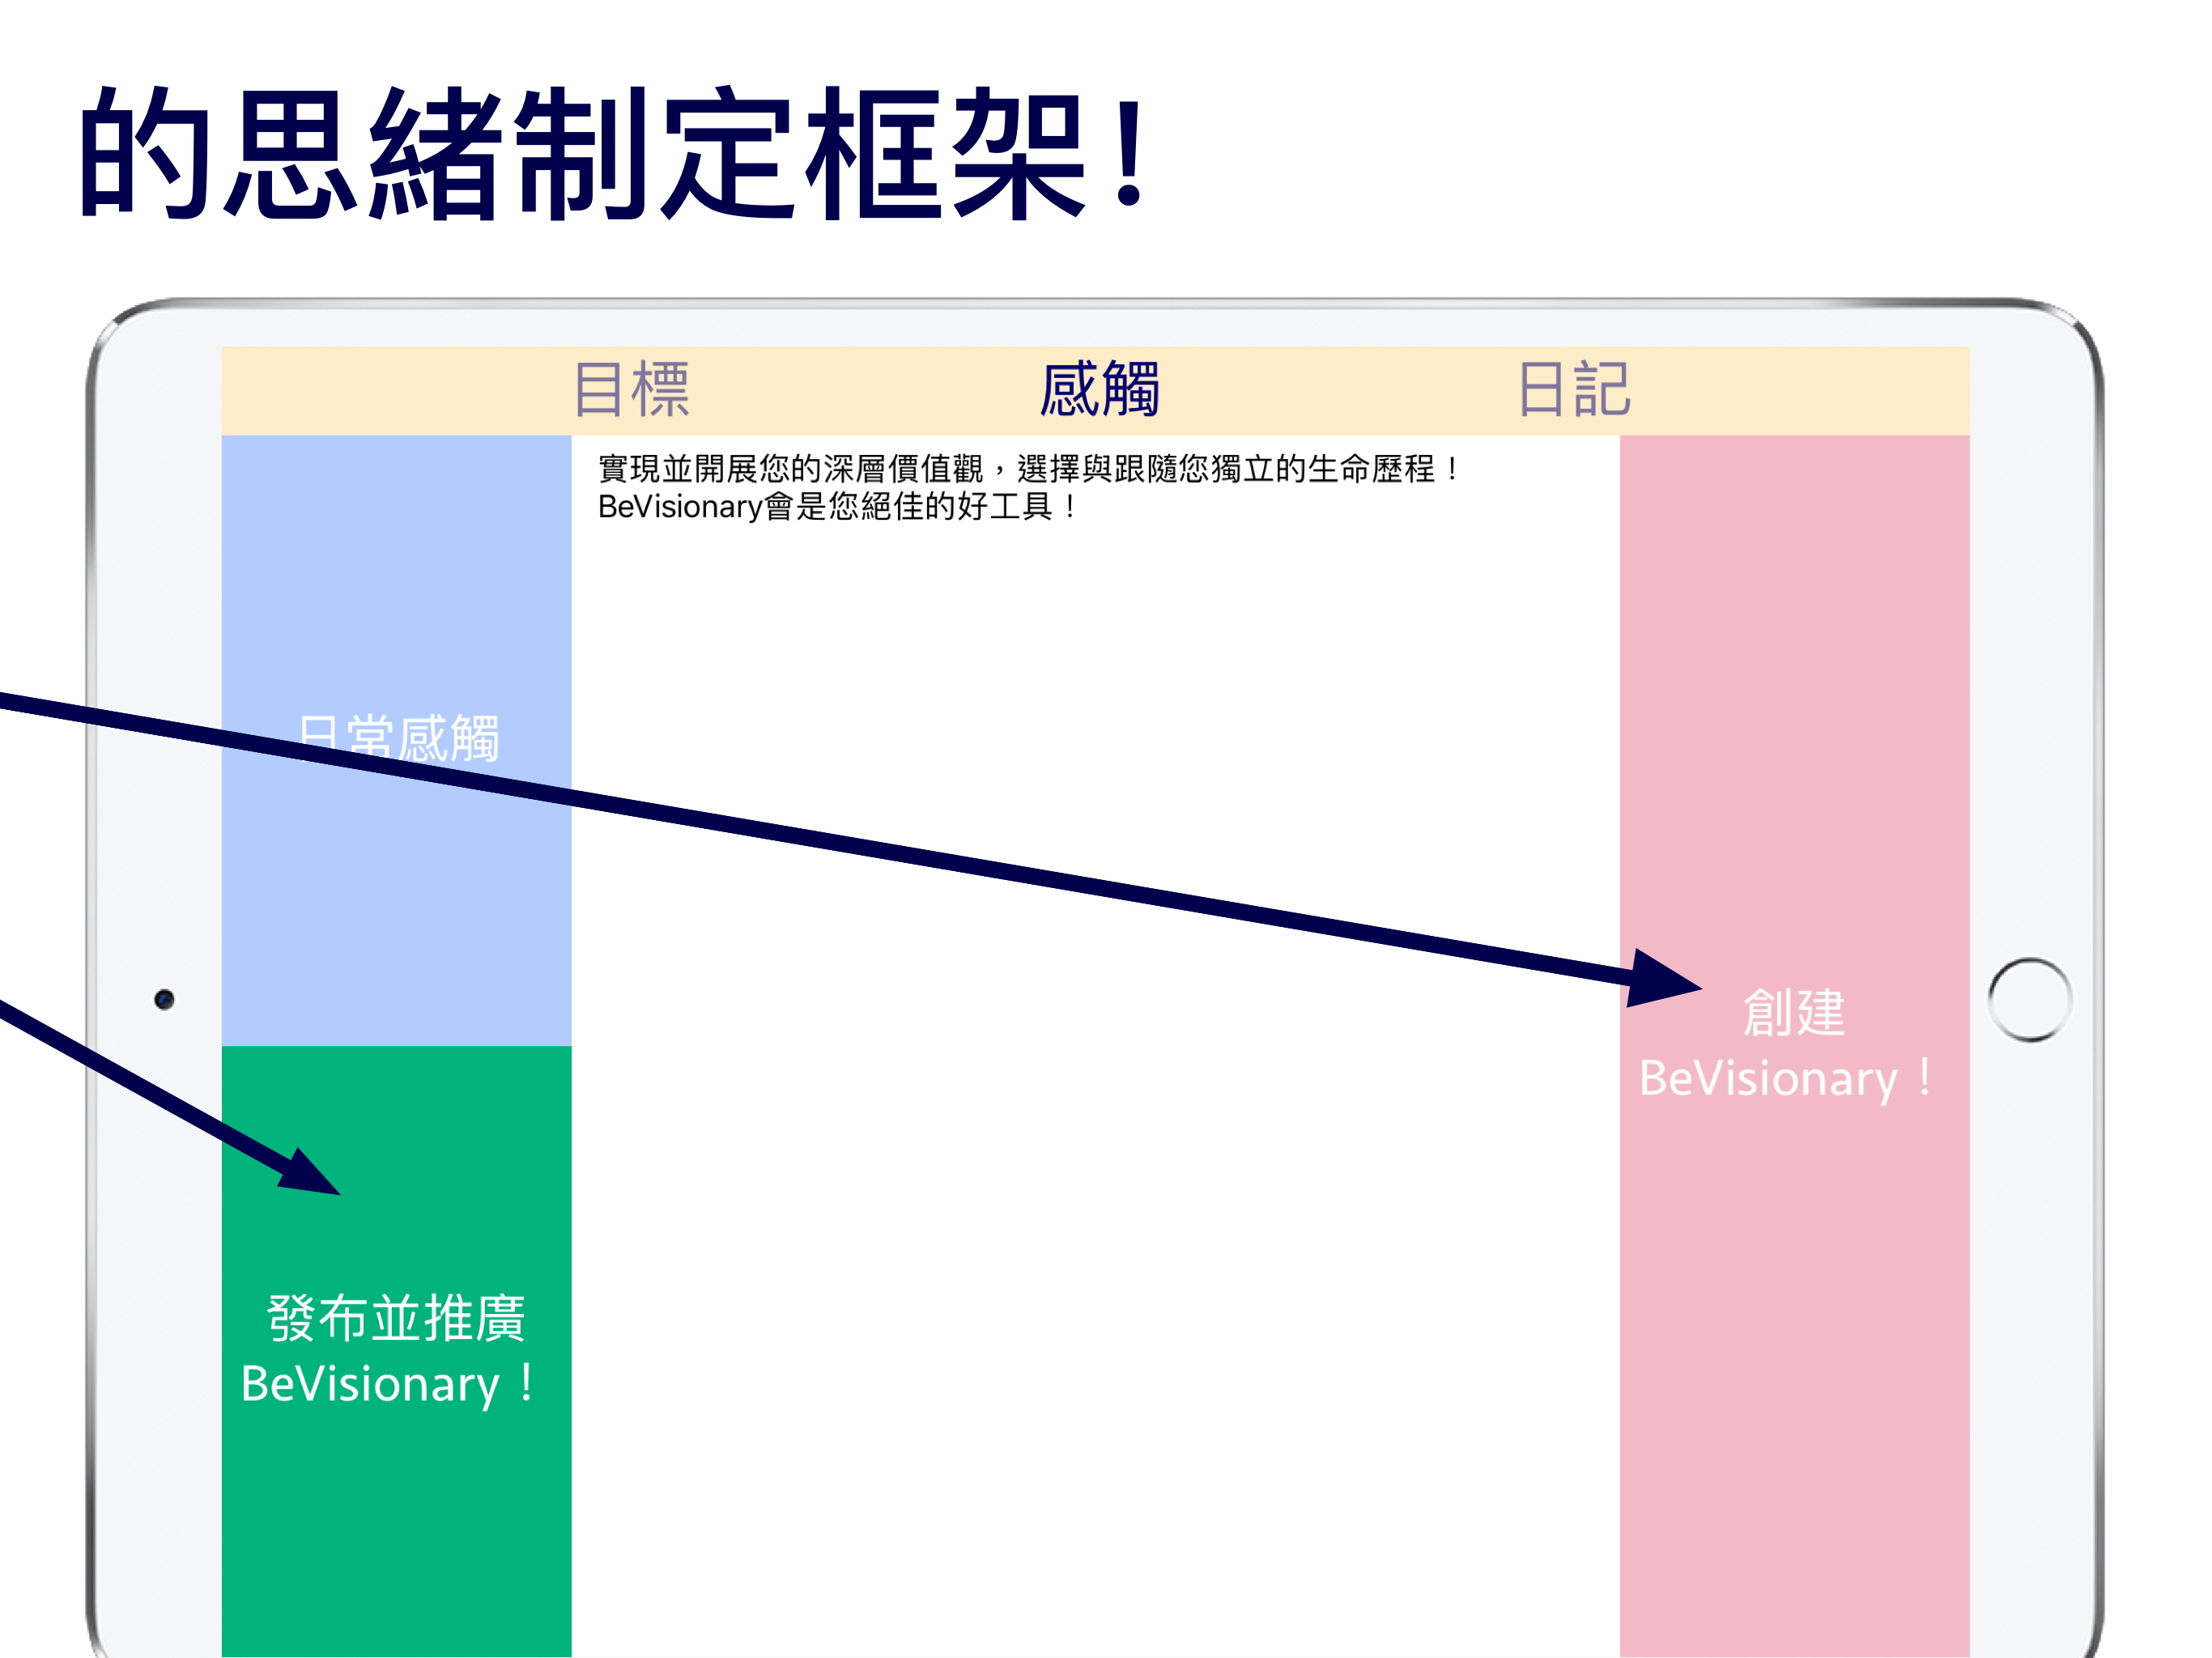 的思緒制定框架！
目標
感觸
日記
實現並開展您的深層價值觀，選擇與跟隨您獨立的生命歷程！
BeVisionary會是您絕佳的好工具！
日常感觸
創建
BeVisionary！
發布並推廣
BeVisionary！